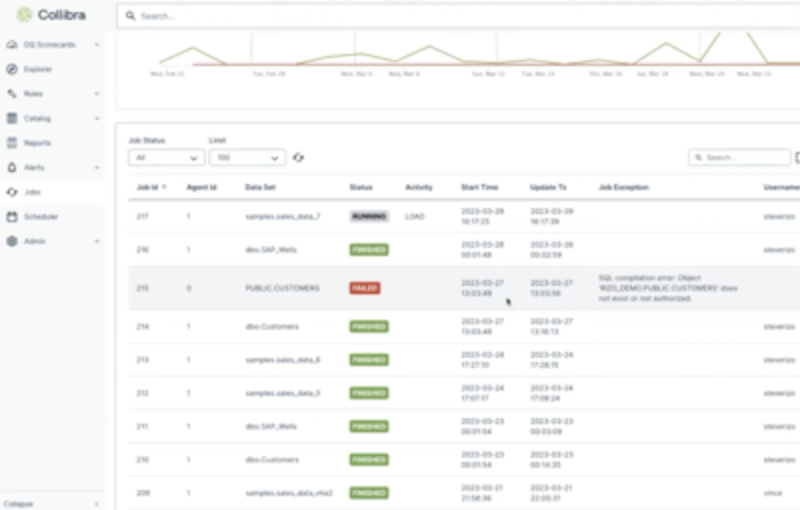 Collibra
Search...
DQ Scorecards
Explorer
Rules
Catalog
Reports
Alerts
Jobs
Scheduler
Admin
Collapse
Wed, Feb 22 Tue, Feb 28 Mon, Mar 6 Wed, Mar 8 Sun, Mar 12 Tue, Mar 14 Thu, Mar 16 Sat, Mar 18 Mon, Mar 20 Wed, Mar 22
Job Status Limit
All 100 Search...
Job Id Agent Id Data Set Status Activity Start Time Update Ts Job Exception Username
217 1 samples.sales_data_7 RUNNING LOAD 2023-03-29 16:17:25 2023-03-29 16:17:39 steverizo
216 1 dbo.SAP_Wells FINISHED 2023-03-28 00:01:48 2023-03-28 00:02:59 steverizo
215 0 PUBLIC.CUSTOMERS FAILED 2023-03-27 13:03:49 2023-03-27 13:03:56 SQL compilation error: Object 'RIZO_DEMO.PUBLIC.CUSTOMERS' does not exist or not authorized. steverizo
214 1 dbo.Customers FINISHED 2023-03-27 13:03:48 2023-03-27 13:16:13 steverizo
213 1 samples.sales_data_6 FINISHED 2023-03-24 17:27:10 2023-03-24 17:28:15 steverizo
212 1 samples.sales_data_5 FINISHED 2023-03-24 17:07:17 2023-03-24 17:08:24 steverizo
211 1 dbo.SAP_Wells FINISHED 2023-03-23 00:01:54 2023-03-23 00:03:09 steverizo
210 1 dbo.Customers FINISHED 2023-03-23 00:01:54 2023-03-23 00:14:35 steverizo
209 1 samples.sales_data_vha2 FINISHED 2023-03-21 21:58:36 2023-03-21 22:00:31 vince